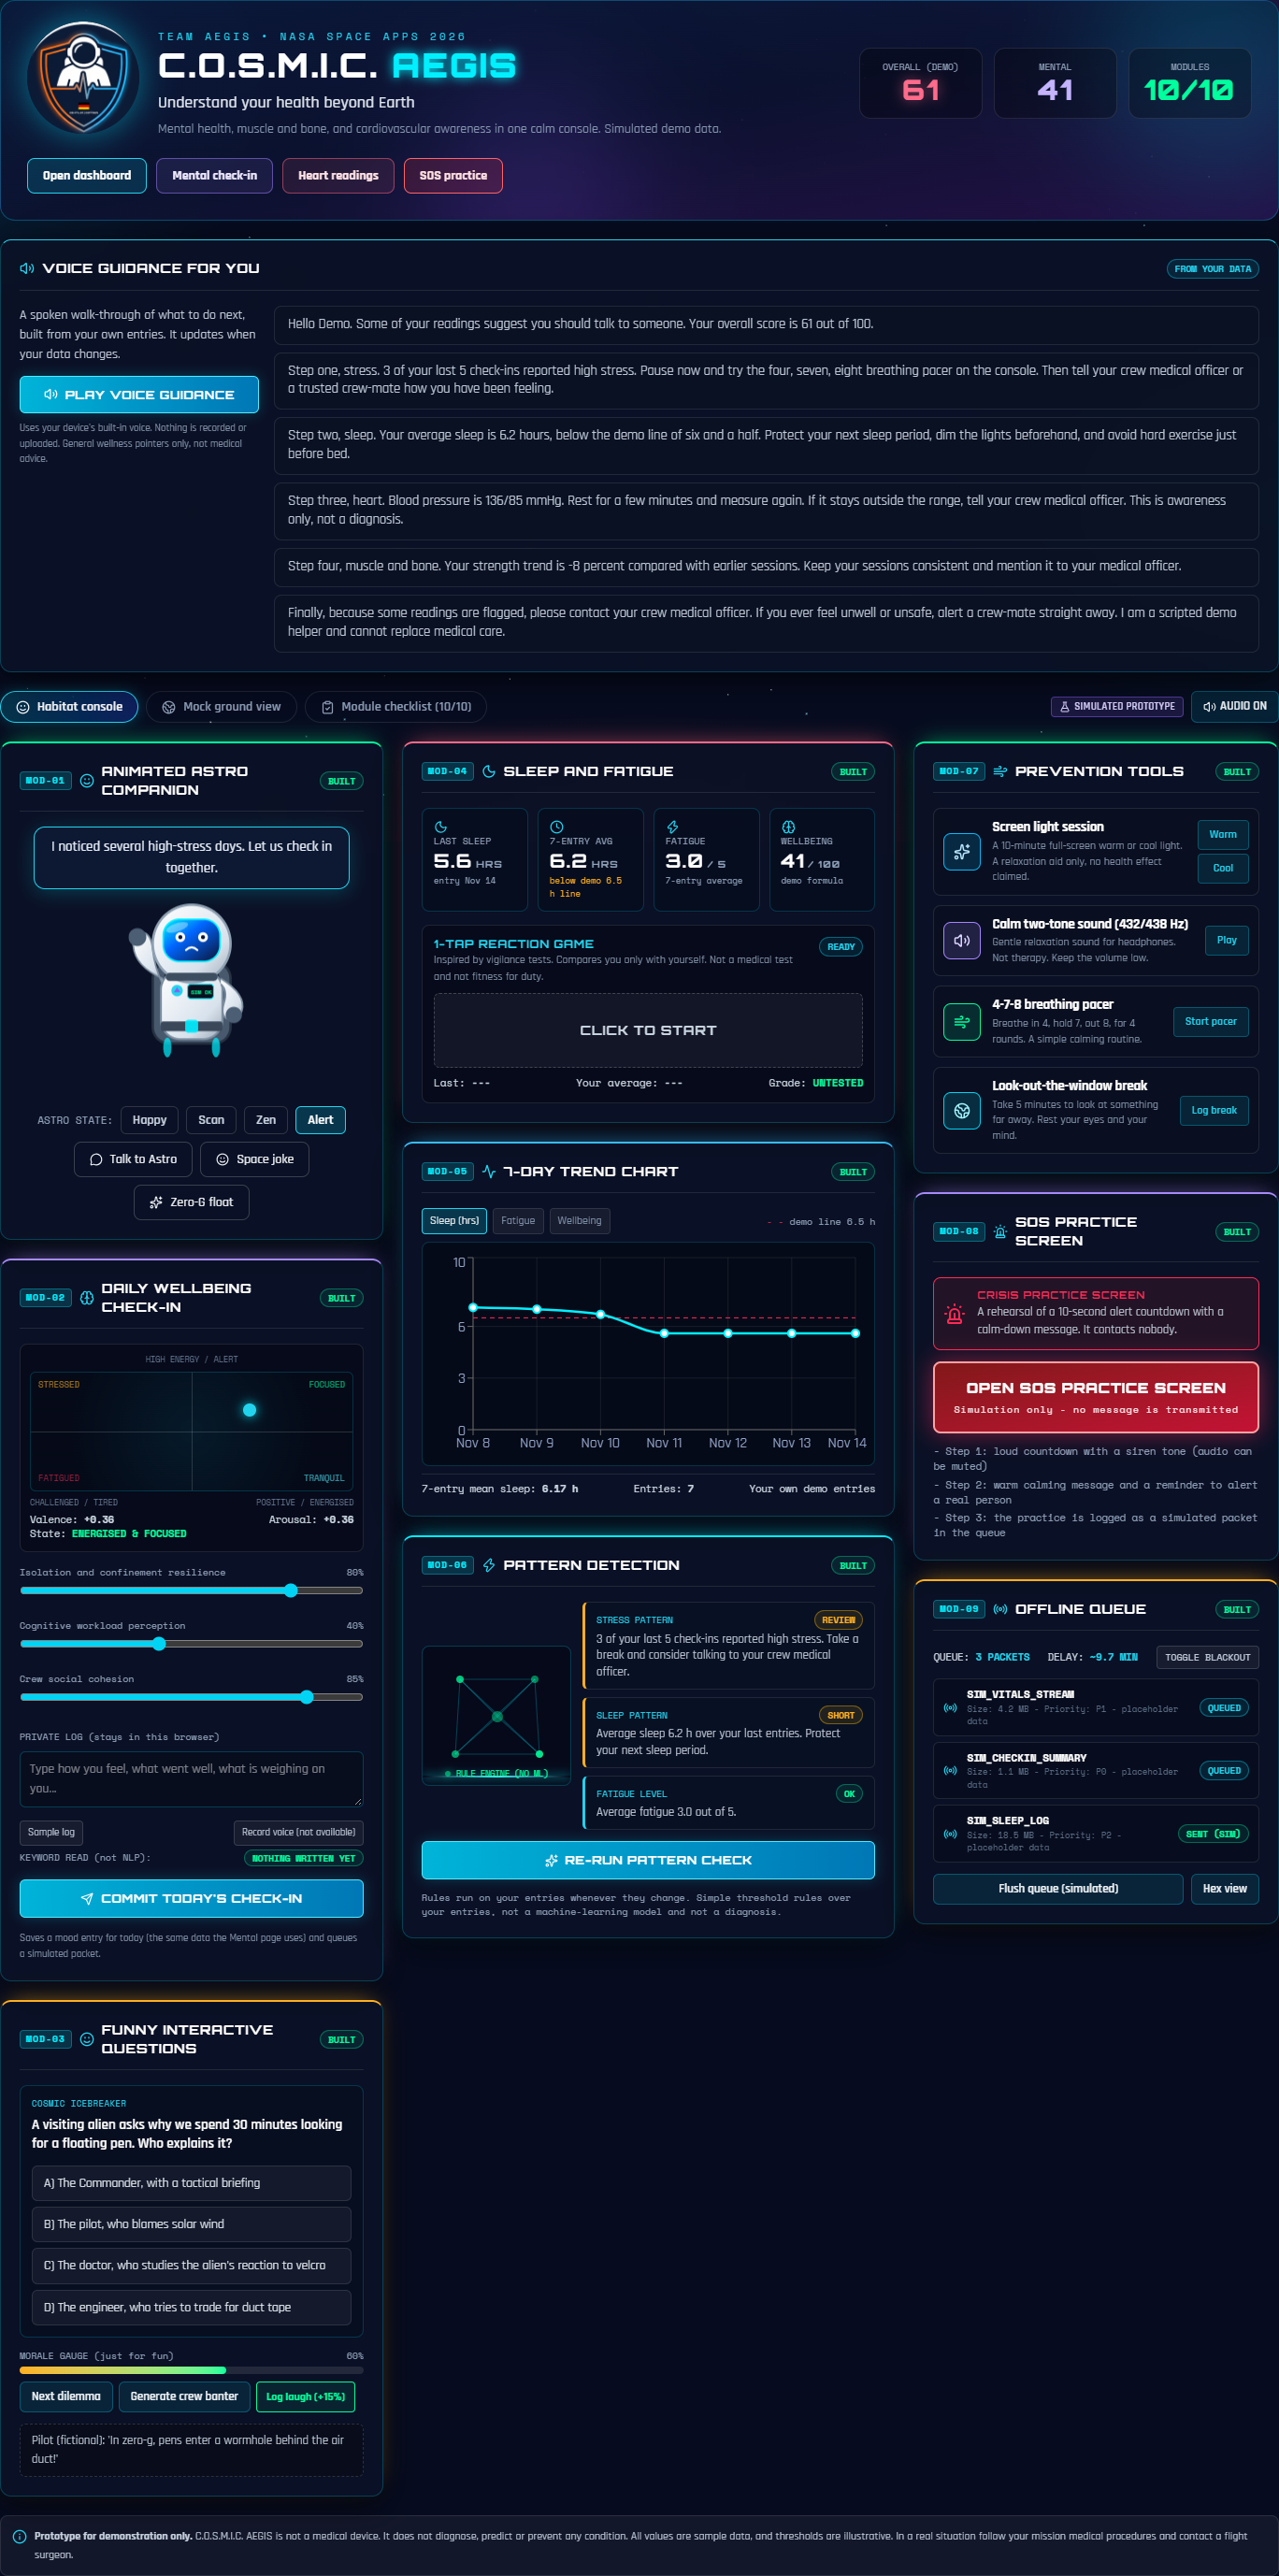 TEAM AEGIS • NASA SPACE APPS 2026
C.O.S.M.I.C. AEGIS
Understand your health beyond Earth
Mental health, muscle and bone, and cardiovascular awareness in one calm console. Simulated demo data.
OVERALL (DEMO)
61
MENTAL
41
MODULES
10/10
Open dashboard
Mental check-in
Heart readings
SOS practice
VOICE GUIDANCE FOR YOU
FROM YOUR DATA
A spoken walk-through of what to do next,
built from your own entries. It updates when
your data changes.
PLAY VOICE GUIDANCE
Uses your device's built-in voice. Nothing is recorded or
uploaded. General wellness pointers only, not medical
advice.
Hello Demo. Some of your readings suggest you should talk to someone. Your overall score is 61 out of 100.
Step one, stress. 3 of your last 5 check-ins reported high stress. Pause now and try the four, seven, eight breathing pacer on the console. Then tell your crew medical officer or
a trusted crew-mate how you have been feeling.
Step two, sleep. Your average sleep is 6.2 hours, below the demo line of six and a half. Protect your next sleep period, dim the lights beforehand, and avoid hard exercise just
before bed.
Step three, heart. Blood pressure is 136/85 mmHg. Rest for a few minutes and measure again. If it stays outside the range, tell your crew medical officer. This is awareness
only, not a diagnosis.
Step four, muscle and bone. Your strength trend is -8 percent compared with earlier sessions. Keep your sessions consistent and mention it to your medical officer.
Finally, because some readings are flagged, please contact your crew medical officer. If you ever feel unwell or unsafe, alert a crew-mate straight away. I am a scripted demo
helper and cannot replace medical care.
Habitat console
Mock ground view
Module checklist (10/10)
SIMULATED PROTOTYPE
AUDIO ON
MOD-01
ANIMATED ASTRO
COMPANION
BUILT
I noticed several high-stress days. Let us check in
together.
SIM OK
ASTRO STATE:
Happy
Scan
Zen
Alert
Talk to Astro
Space joke
Zero-G float
MOD-02
DAILY WELLBEING
CHECK-IN
BUILT
HIGH ENERGY / ALERT
STRESSED
FOCUSED
FATIGUED
TRANQUIL
CHALLENGED / TIRED
POSITIVE / ENERGISED
Valence: +0.36
Arousal: +0.36
State: ENERGISED & FOCUSED
Isolation and confinement resilience
80%
Cognitive workload perception
40%
Crew social cohesion
85%
PRIVATE LOG (stays in this browser)
Type how you feel, what went well, what is weighing on
you...
Sample log
Record voice (not available)
KEYWORD READ (not NLP):
NOTHING WRITTEN YET
COMMIT TODAY'S CHECK-IN
Saves a mood entry for today (the same data the Mental page uses) and queues
a simulated packet.
MOD-03
FUNNY INTERACTIVE
QUESTIONS
BUILT
COSMIC ICEBREAKER
A visiting alien asks why we spend 30 minutes looking
for a floating pen. Who explains it?
A) The Commander, with a tactical briefing
B) The pilot, who blames solar wind
C) The doctor, who studies the alien's reaction to velcro
D) The engineer, who tries to trade for duct tape
MORALE GAUGE (just for fun)
60%
Next dilemma
Generate crew banter
Log laugh (+15%)
Pilot (fictional): 'In zero-g, pens enter a wormhole behind the air
duct!'
MOD-04
SLEEP AND FATIGUE
BUILT
LAST SLEEP
5.6 HRS
entry Nov 14
7-ENTRY AVG
6.2 HRS
below demo 6.5
h line
FATIGUE
3.0 / 5
7-entry average
WELLBEING
41 / 100
demo formula
1-TAP REACTION GAME
READY
Inspired by vigilance tests. Compares you only with yourself. Not a medical test
and not fitness for duty.
CLICK TO START
Last: ---
Your average: ---
Grade: UNTESTED
MOD-05
7-DAY TREND CHART
BUILT
Sleep (hrs)
Fatigue
Wellbeing
- - demo line 6.5 h
10
6
3
0
Nov 8
Nov 9
Nov 10
Nov 11
Nov 12
Nov 13
Nov 14
7-entry mean sleep: 6.17 h
Entries: 7
Your own demo entries
MOD-06
PATTERN DETECTION
BUILT
RULE ENGINE (NO ML)
STRESS PATTERN
REVIEW
3 of your last 5 check-ins reported high stress. Take a
break and consider talking to your crew medical
officer.
SLEEP PATTERN
SHORT
Average sleep 6.2 h over your last entries. Protect
your next sleep period.
FATIGUE LEVEL
OK
Average fatigue 3.0 out of 5.
RE-RUN PATTERN CHECK
Rules run on your entries whenever they change. Simple threshold rules over
your entries, not a machine-learning model and not a diagnosis.
MOD-07
PREVENTION TOOLS
BUILT
Screen light session
A 10-minute full-screen warm or cool light.
A relaxation aid only, no health effect
claimed.
Warm
Cool
Calm two-tone sound (432/438 Hz)
Gentle relaxation sound for headphones.
Not therapy. Keep the volume low.
Play
4-7-8 breathing pacer
Breathe in 4, hold 7, out 8, for 4
rounds. A simple calming routine.
Start pacer
Look-out-the-window break
Take 5 minutes to look at something
far away. Rest your eyes and your
mind.
Log break
MOD-08
SOS PRACTICE
SCREEN
BUILT
CRISIS PRACTICE SCREEN
A rehearsal of a 10-second alert countdown with a
calm-down message. It contacts nobody.
OPEN SOS PRACTICE SCREEN
Simulation only - no message is transmitted
- Step 1: loud countdown with a siren tone (audio can
be muted)
- Step 2: warm calming message and a reminder to alert
a real person
- Step 3: the practice is logged as a simulated packet
in the queue
MOD-09
OFFLINE QUEUE
BUILT
QUEUE: 3 PACKETS
DELAY: ~9.7 MIN
TOGGLE BLACKOUT
SIM_VITALS_STREAM
Size: 4.2 MB - Priority: P1 - placeholder
data
QUEUED
SIM_CHECKIN_SUMMARY
Size: 1.1 MB - Priority: P0 - placeholder
data
QUEUED
SIM_SLEEP_LOG
Size: 18.5 MB - Priority: P2 -
placeholder data
SENT (SIM)
Flush queue (simulated)
Hex view
Prototype for demonstration only. C.O.S.M.I.C. AEGIS is not a medical device. It does not diagnose, predict or prevent any condition. All values are sample data, and thresholds are illustrative. In a real situation follow your mission medical procedures and contact a flight
surgeon.